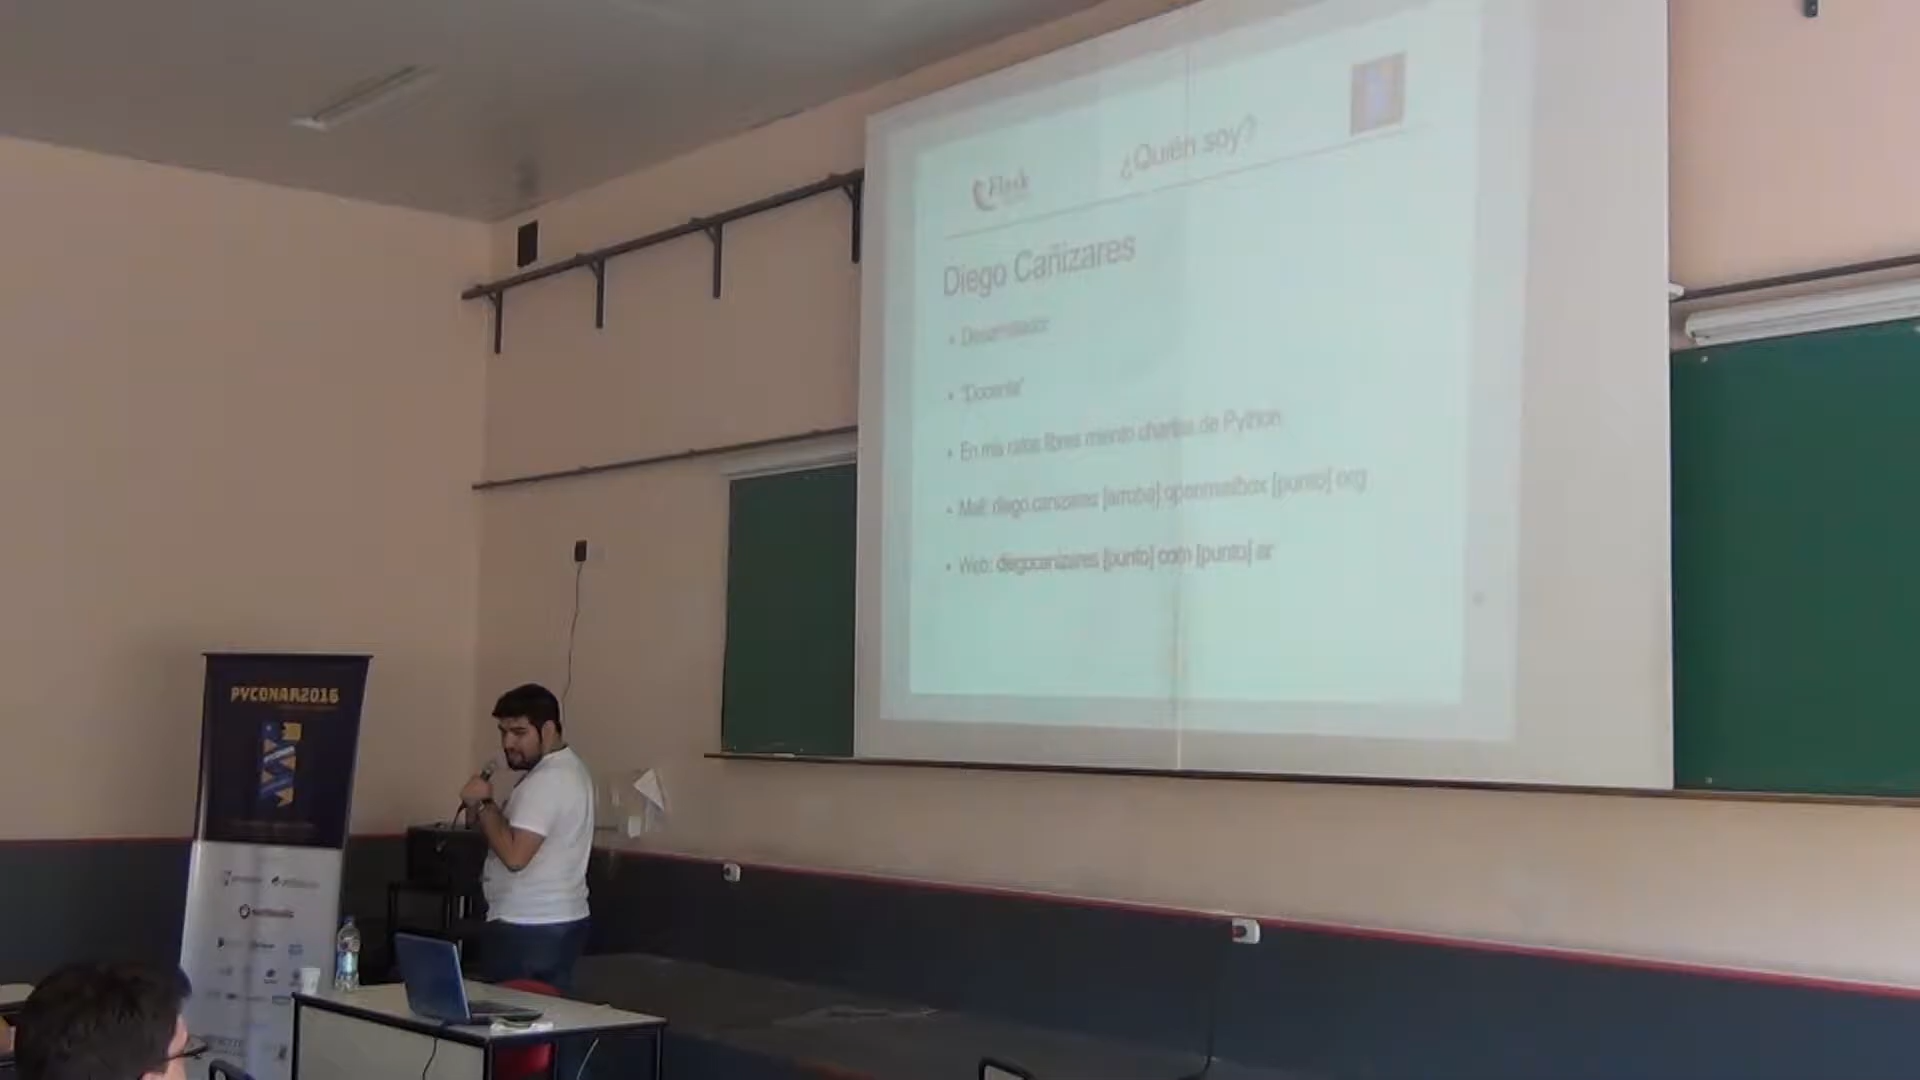 ¿Quién soy?
Flask
Diego Cañizares
• Desarrollador
• "Docente"
• En mis ratos libres miento charlas de Python
• Mail: diego.canizares [arroba] openmailbox [punto] org
• Web: diegocanizares [punto] com [punto] ar
PYCONAR2016